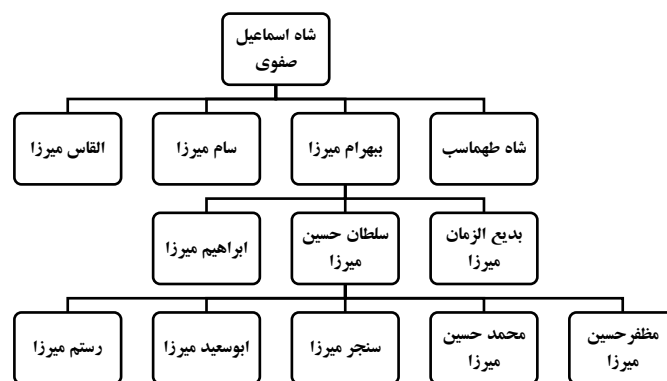 شاه اسماعیل
صفوی
شاه طهماسب
ببهرام میرزا
سام میرزا
القاس میرزا
بدیع الزمان
میرزا
سلطان حسین
میرزا
ابراهیم میرزا
مظفرحسین
میرزا
محمد حسین
میرزا
سنجر میرزا
ابوسعید میرزا
رستم میرزا